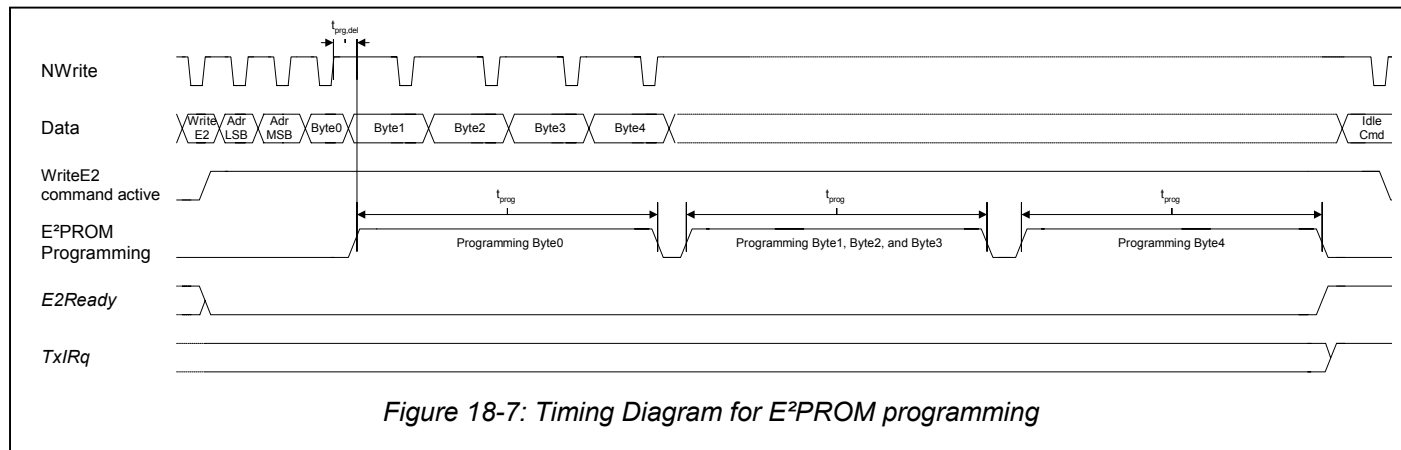 tprg,del
NWrite
Data
Write E2
Adr LSB
Adr MSB
Byte0
Byte1
Byte2
Byte3
Byte4
Idle Cmd
WriteE2
command active
tprog
tprog
tprog
E²PROM
Programming
Programming Byte0
Programming Byte1, Byte2, and Byte3
Programming Byte4
E2Ready
TxIRq
Figure 18-7: Timing Diagram for E²PROM programming